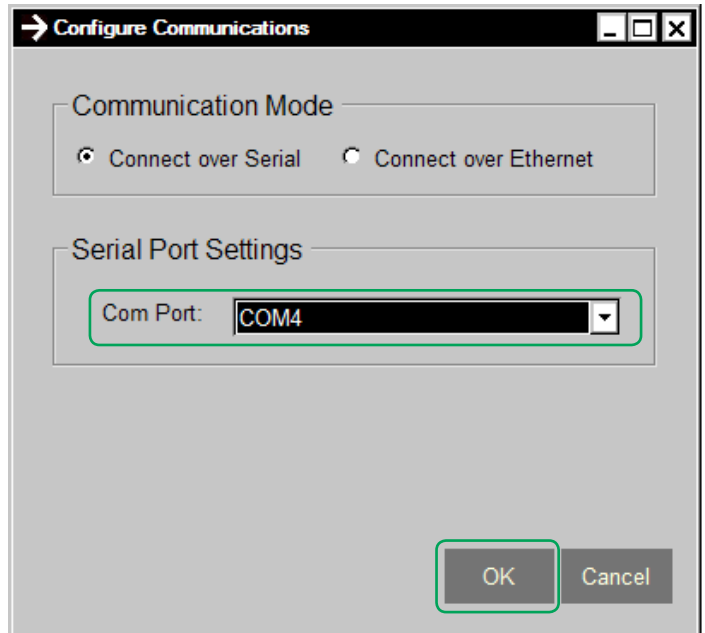 Configure Communications
Communication Mode
Connect over Serial Connect over Ethernet
Serial Port Settings
Com Port: COM4
OK Cancel